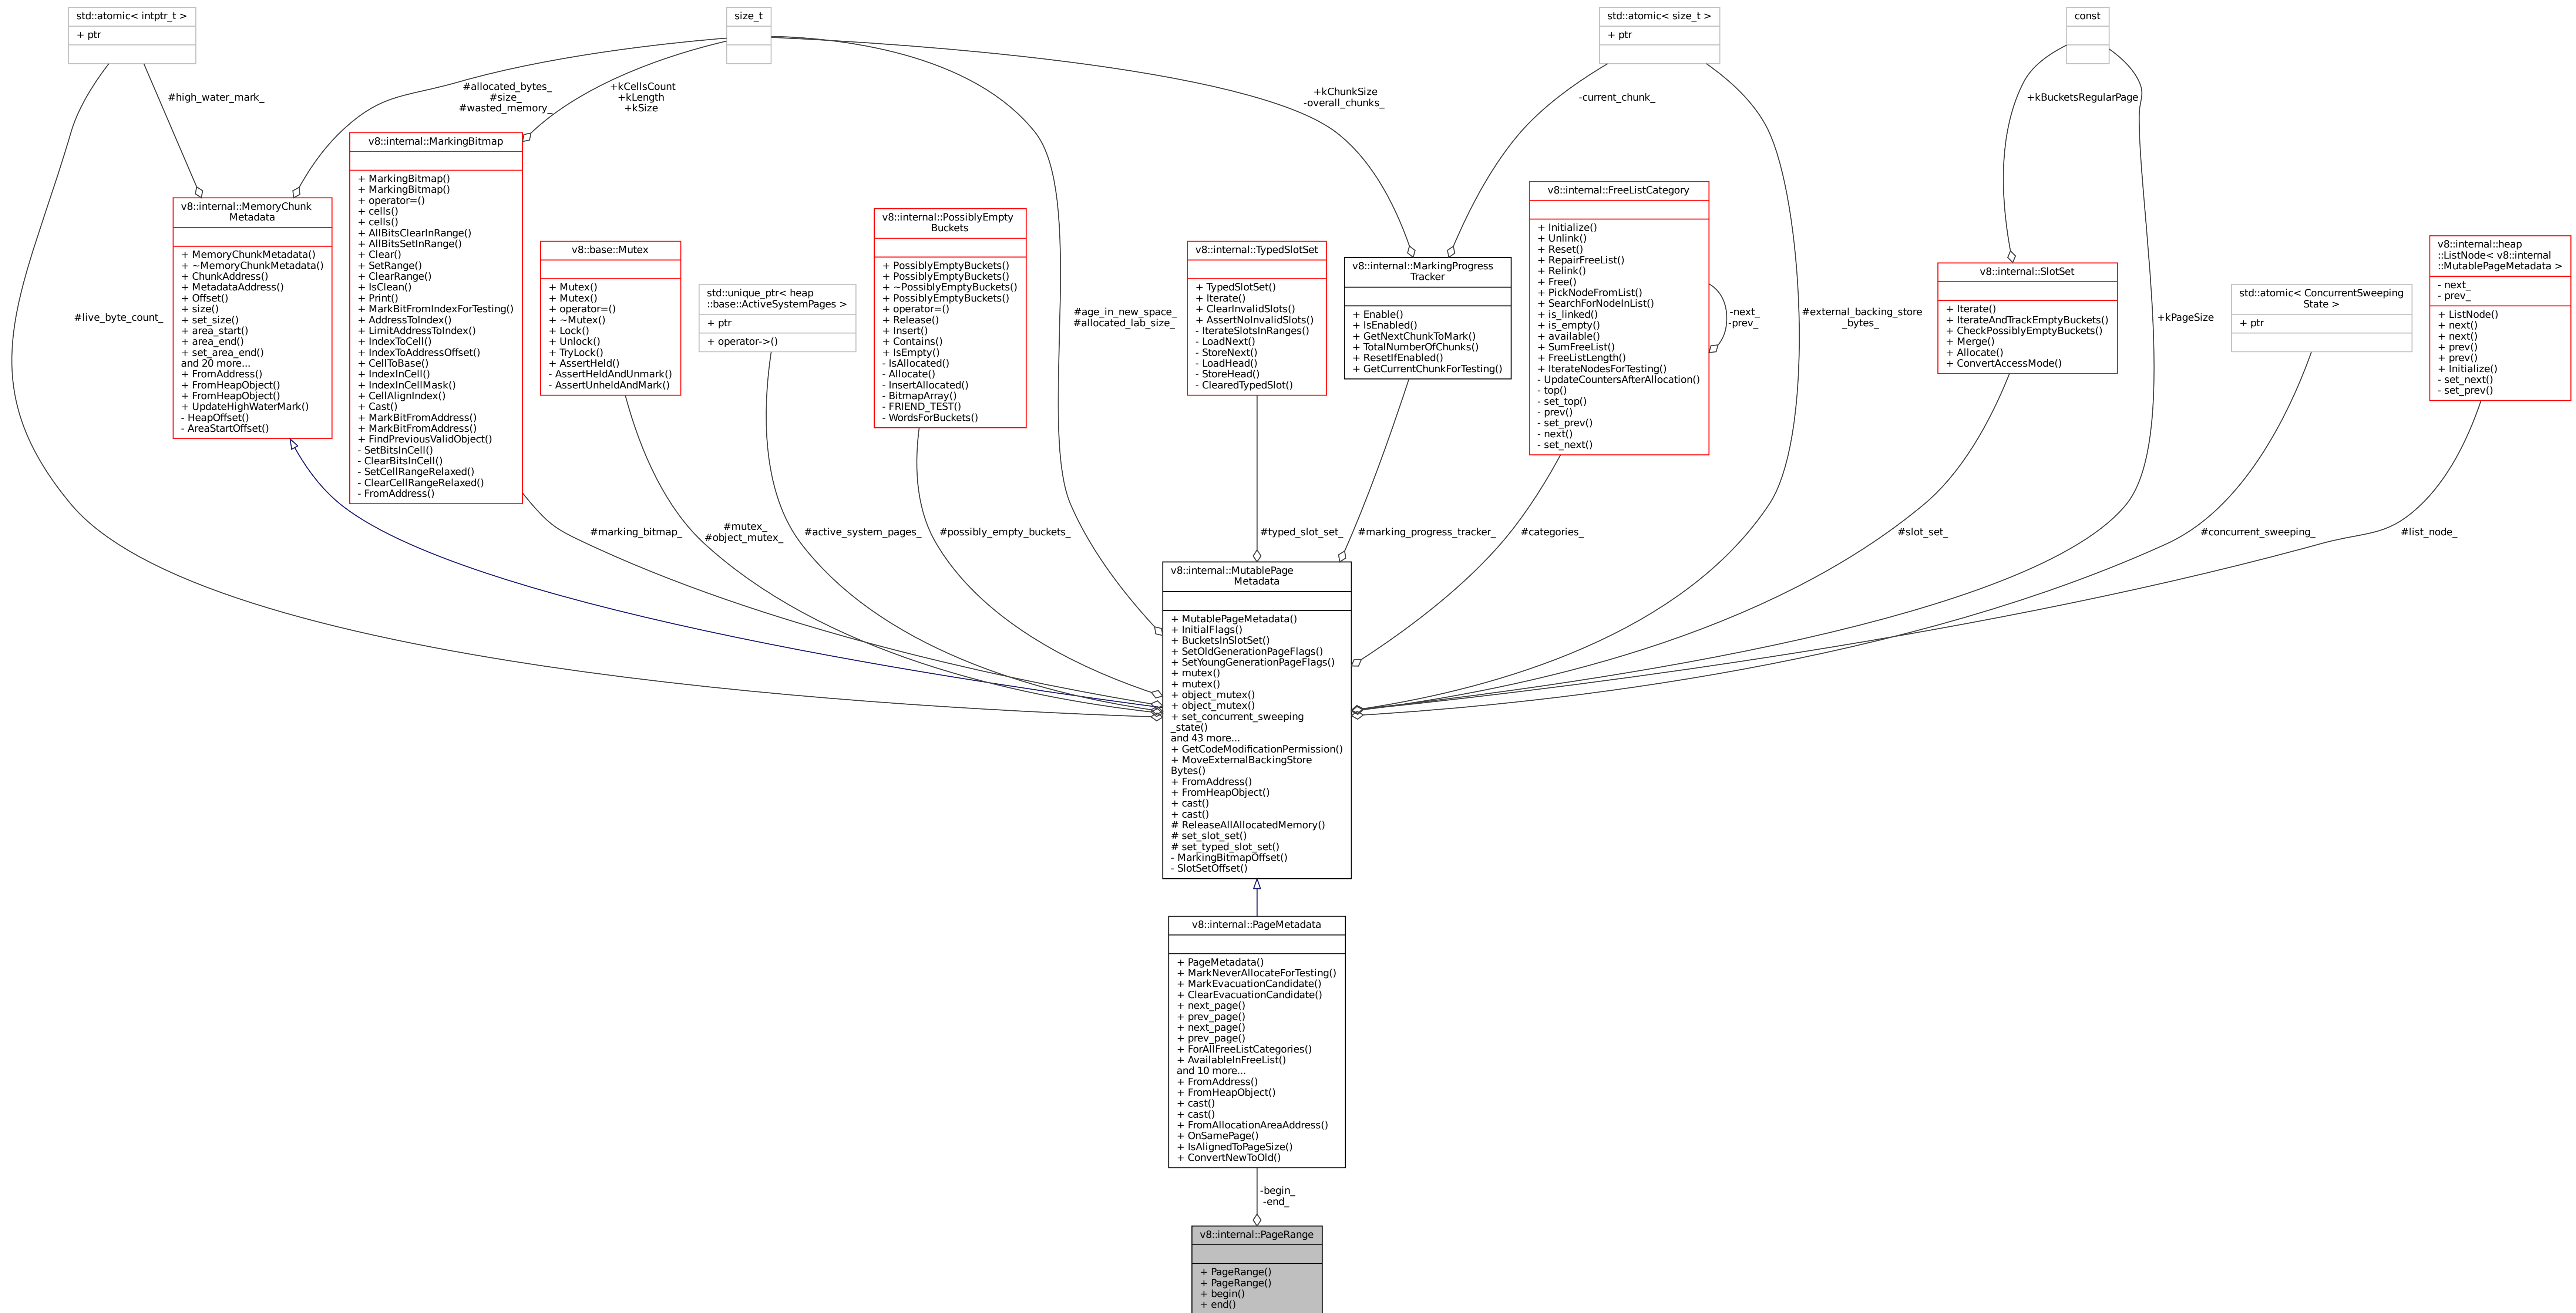 std::atomic< intptr_t >
+ ptr
size_t
std::atomic< size_t >
+ ptr
const
#high_water_mark_
#allocated_bytes_
#size_
#wasted_memory_
+kCellsCount
+kLength
+kSize
+kChunkSize
-overall_chunks_
-current_chunk_
+kBucketsRegularPage
v8::internal::MemoryChunk
Metadata
+ MemoryChunkMetadata()
+ ~MemoryChunkMetadata()
+ ChunkAddress()
+ MetadataAddress()
+ Offset()
+ size()
+ set_size()
+ area_start()
+ area_end()
+ set_area_end()
and 20 more...
+ FromAddress()
+ FromHeapObject()
+ FromHeapObject()
+ UpdateHighWaterMark()
- HeapOffset()
- AreaStartOffset()
v8::internal::MarkingBitmap
+ MarkingBitmap()
+ MarkingBitmap()
+ operator=()
+ cells()
+ cells()
+ AllBitsClearInRange()
+ AllBitsSetInRange()
+ Clear()
+ SetRange()
+ ClearRange()
+ IsClean()
+ Print()
+ MarkBitFromIndexForTesting()
+ AddressToIndex()
+ LimitAddressToIndex()
+ IndexToCell()
+ IndexToAddressOffset()
+ CellToBase()
+ IndexInCell()
+ IndexInCellMask()
+ CellAlignIndex()
+ Cast()
+ MarkBitFromAddress()
+ MarkBitFromAddress()
+ FindPreviousValidObject()
- SetBitsInCell()
- ClearBitsInCell()
- SetCellRangeRelaxed()
- ClearCellRangeRelaxed()
- FromAddress()
v8::base::Mutex
+ Mutex()
+ Mutex()
+ operator=()
+ ~Mutex()
+ Lock()
+ Unlock()
+ TryLock()
+ AssertHeld()
- AssertHeldAndUnmark()
- AssertUnheldAndMark()
std::unique_ptr< heap
::base::ActiveSystemPages >
+ ptr
+ operator->()
v8::internal::PossiblyEmpty
Buckets
+ PossiblyEmptyBuckets()
+ PossiblyEmptyBuckets()
+ ~PossiblyEmptyBuckets()
+ PossiblyEmptyBuckets()
+ operator=()
+ Release()
+ Insert()
+ Contains()
+ IsEmpty()
- IsAllocated()
- Allocate()
- InsertAllocated()
- BitmapArray()
- FRIEND_TEST()
- WordsForBuckets()
v8::internal::TypedSlotSet
+ TypedSlotSet()
+ Iterate()
+ ClearInvalidSlots()
+ AssertNoInvalidSlots()
- IterateSlotsInRanges()
- LoadNext()
- StoreNext()
- LoadHead()
- StoreHead()
- ClearedTypedSlot()
v8::internal::MarkingProgress
Tracker
+ Enable()
+ IsEnabled()
+ GetNextChunkToMark()
+ TotalNumberOfChunks()
+ ResetIfEnabled()
+ GetCurrentChunkForTesting()
v8::internal::FreeListCategory
+ Initialize()
+ Unlink()
+ Reset()
+ RepairFreeList()
+ Relink()
+ Free()
+ PickNodeFromList()
+ SearchForNodeInList()
+ is_linked()
+ is_empty()
+ available()
+ SumFreeList()
+ FreeListLength()
+ IterateNodesForTesting()
- UpdateCountersAfterAllocation()
- top()
- set_top()
- prev()
- set_prev()
- next()
- set_next()
-next_
-prev_
v8::internal::SlotSet
+ Iterate()
+ IterateAndTrackEmptyBuckets()
+ CheckPossiblyEmptyBuckets()
+ Merge()
+ Allocate()
+ ConvertAccessMode()
std::atomic< ConcurrentSweeping
State >
+ ptr
v8::internal::heap
::ListNode< v8::internal
::MutablePageMetadata >
- next_
- prev_
+ ListNode()
+ next()
+ next()
+ prev()
+ prev()
+ Initialize()
- set_next()
- set_prev()
#live_byte_count_
#age_in_new_space_
#allocated_lab_size_
#external_backing_store
_bytes_
+kPageSize
#marking_bitmap_
#mutex_
#object_mutex_
#active_system_pages_
#possibly_empty_buckets_
#typed_slot_set_
#marking_progress_tracker_
#categories_
#slot_set_
#concurrent_sweeping_
#list_node_
v8::internal::MutablePage
Metadata
+ MutablePageMetadata()
+ InitialFlags()
+ BucketsInSlotSet()
+ SetOldGenerationPageFlags()
+ SetYoungGenerationPageFlags()
+ mutex()
+ mutex()
+ object_mutex()
+ object_mutex()
+ set_concurrent_sweeping
_state()
and 43 more...
+ GetCodeModificationPermission()
+ MoveExternalBackingStore
Bytes()
+ FromAddress()
+ FromHeapObject()
+ cast()
+ cast()
# ReleaseAllAllocatedMemory()
# set_slot_set()
# set_typed_slot_set()
- MarkingBitmapOffset()
- SlotSetOffset()
v8::internal::PageMetadata
+ PageMetadata()
+ MarkNeverAllocateForTesting()
+ MarkEvacuationCandidate()
+ ClearEvacuationCandidate()
+ next_page()
+ prev_page()
+ next_page()
+ prev_page()
+ ForAllFreeListCategories()
+ AvailableInFreeList()
and 10 more...
+ FromAddress()
+ FromHeapObject()
+ cast()
+ cast()
+ FromAllocationAreaAddress()
+ OnSamePage()
+ IsAlignedToPageSize()
+ ConvertNewToOld()
-begin_
-end_
v8::internal::PageRange
+ PageRange()
+ PageRange()
+ begin()
+ end()